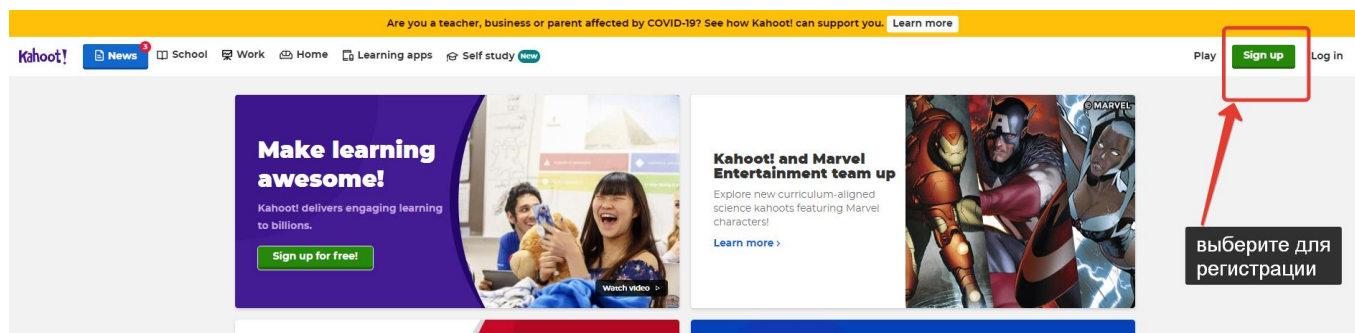 Are you a teacher, business or parent affected by COVID-19? See how Kahoot! can support you. Learn more
Kahoot! News 3 School Work Home Learning apps Self study New Play Sign up Log in
Make learning
awesome!
Kahoot! delivers engaging learning
to billions.
Sign up for free!
Watch video
© MARVEL
Kahoot! and Marvel
Entertainment team up
Explore new curriculum-aligned
science kahoots featuring Marvel
characters!
Learn more ›
выберите для
регистрации